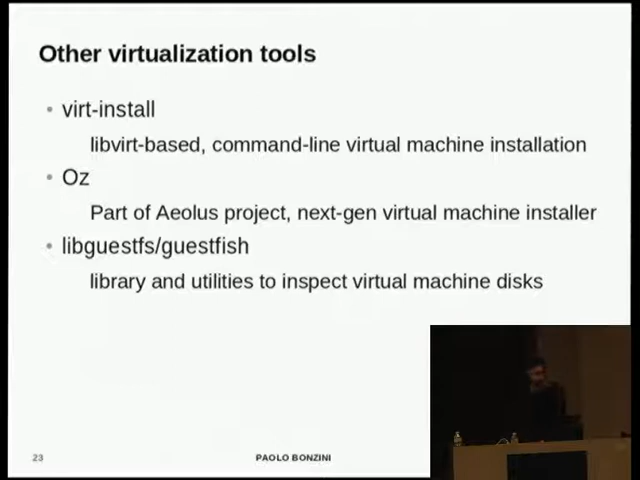 Other virtualization tools
• virt-install
libvirt-based, command-line virtual machine installation
• Oz
Part of Aeolus project, next-gen virtual machine installer
• libguestfs/guestfish
library and utilities to inspect virtual machine disks
23
PAOLO BONZINI